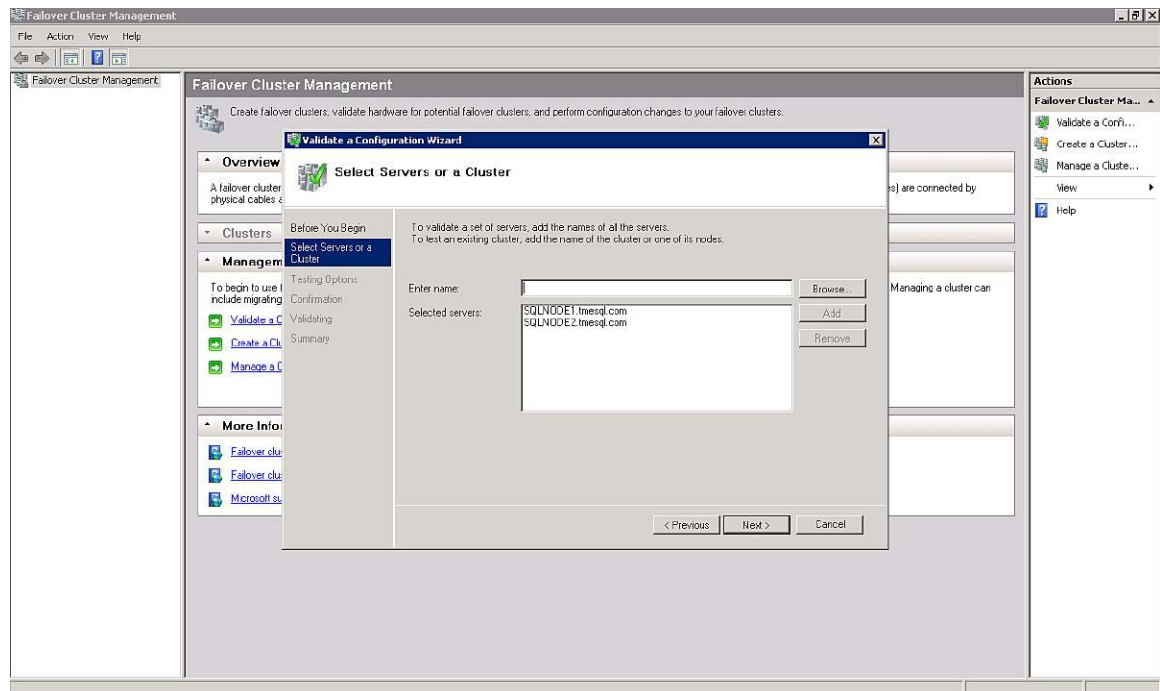 Failover Cluster Management
File Action View Help
Failover Cluster Management
Failover Cluster Management
Create failover clusters, validate hardware for potential failover clusters, and perform configuration changes to your failover clusters.
Overview
A failover cluster
es) are connected by
physical cables a
Clusters
Managem
To begin to use
Managing a cluster can
include migrating
Validate a C
Create a Clu
Manage a C
More Infor
Failover clu
Failover clus
Microsoft su
Validate a Configuration Wizard
Select Servers or a Cluster
Before You Begin
Select Servers or a
Cluster
Testing Options
Confirmation
Validating
Summary
To validate a set of servers, add the names of all the servers.
To test an existing cluster, add the name of the cluster or one of its nodes.
Enter name:
Browse...
Selected servers:
SQLNODE1.tmesql.com
SQLNODE2.tmesql.com
Add
Remove
< Previous
Next >
Cancel
Actions
Failover Cluster Ma...
Validate a Confi...
Create a Cluster...
Manage a Cluste...
View
Help